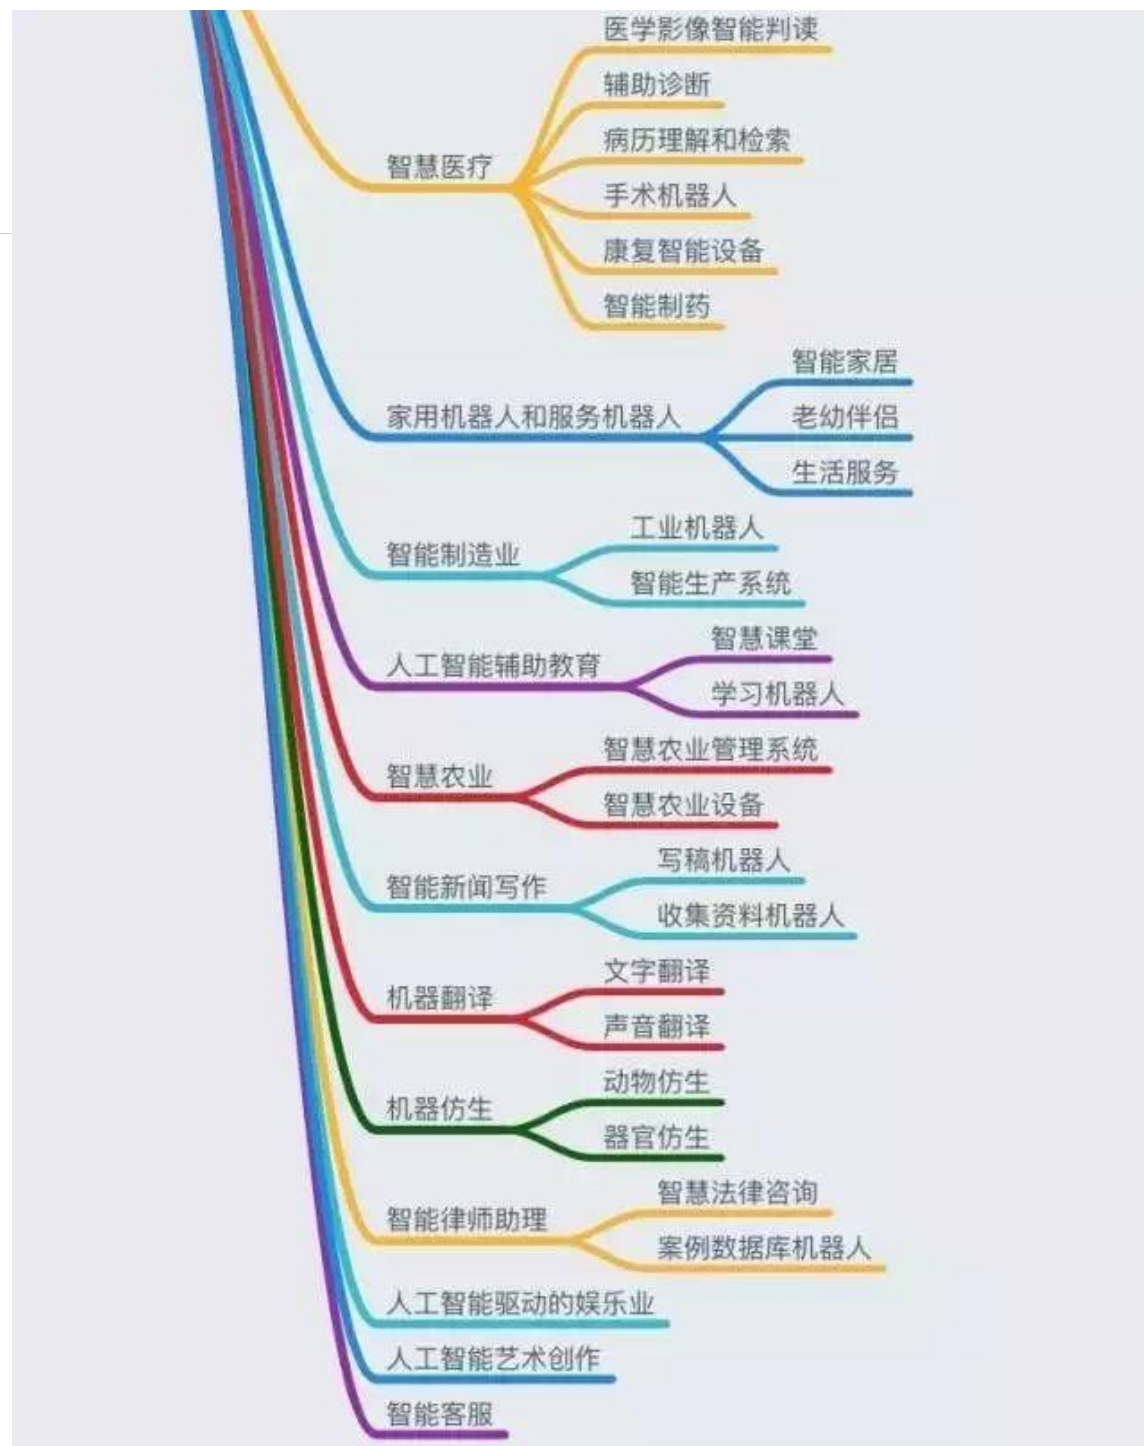 医学影像智能判读
辅助诊断
病历理解和检索
智慧医疗
手术机器人
康复智能设备
智能制药
智能家居
家用机器人和服务机器人
老幼伴侣
生活服务
工业机器人
智能制造业
智能生产系统
智慧课堂
人工智能辅助教育
学习机器人
智慧农业管理系统
智慧农业
智慧农业设备
写稿机器人
智能新闻写作
收集资料机器人
文字翻译
机器翻译
声音翻译
动物仿生
机器仿生
器官仿生
智慧法律咨询
智能律师助理
案例数据库机器人
人工智能驱动的娱乐业
人工智能艺术创作
智能客服